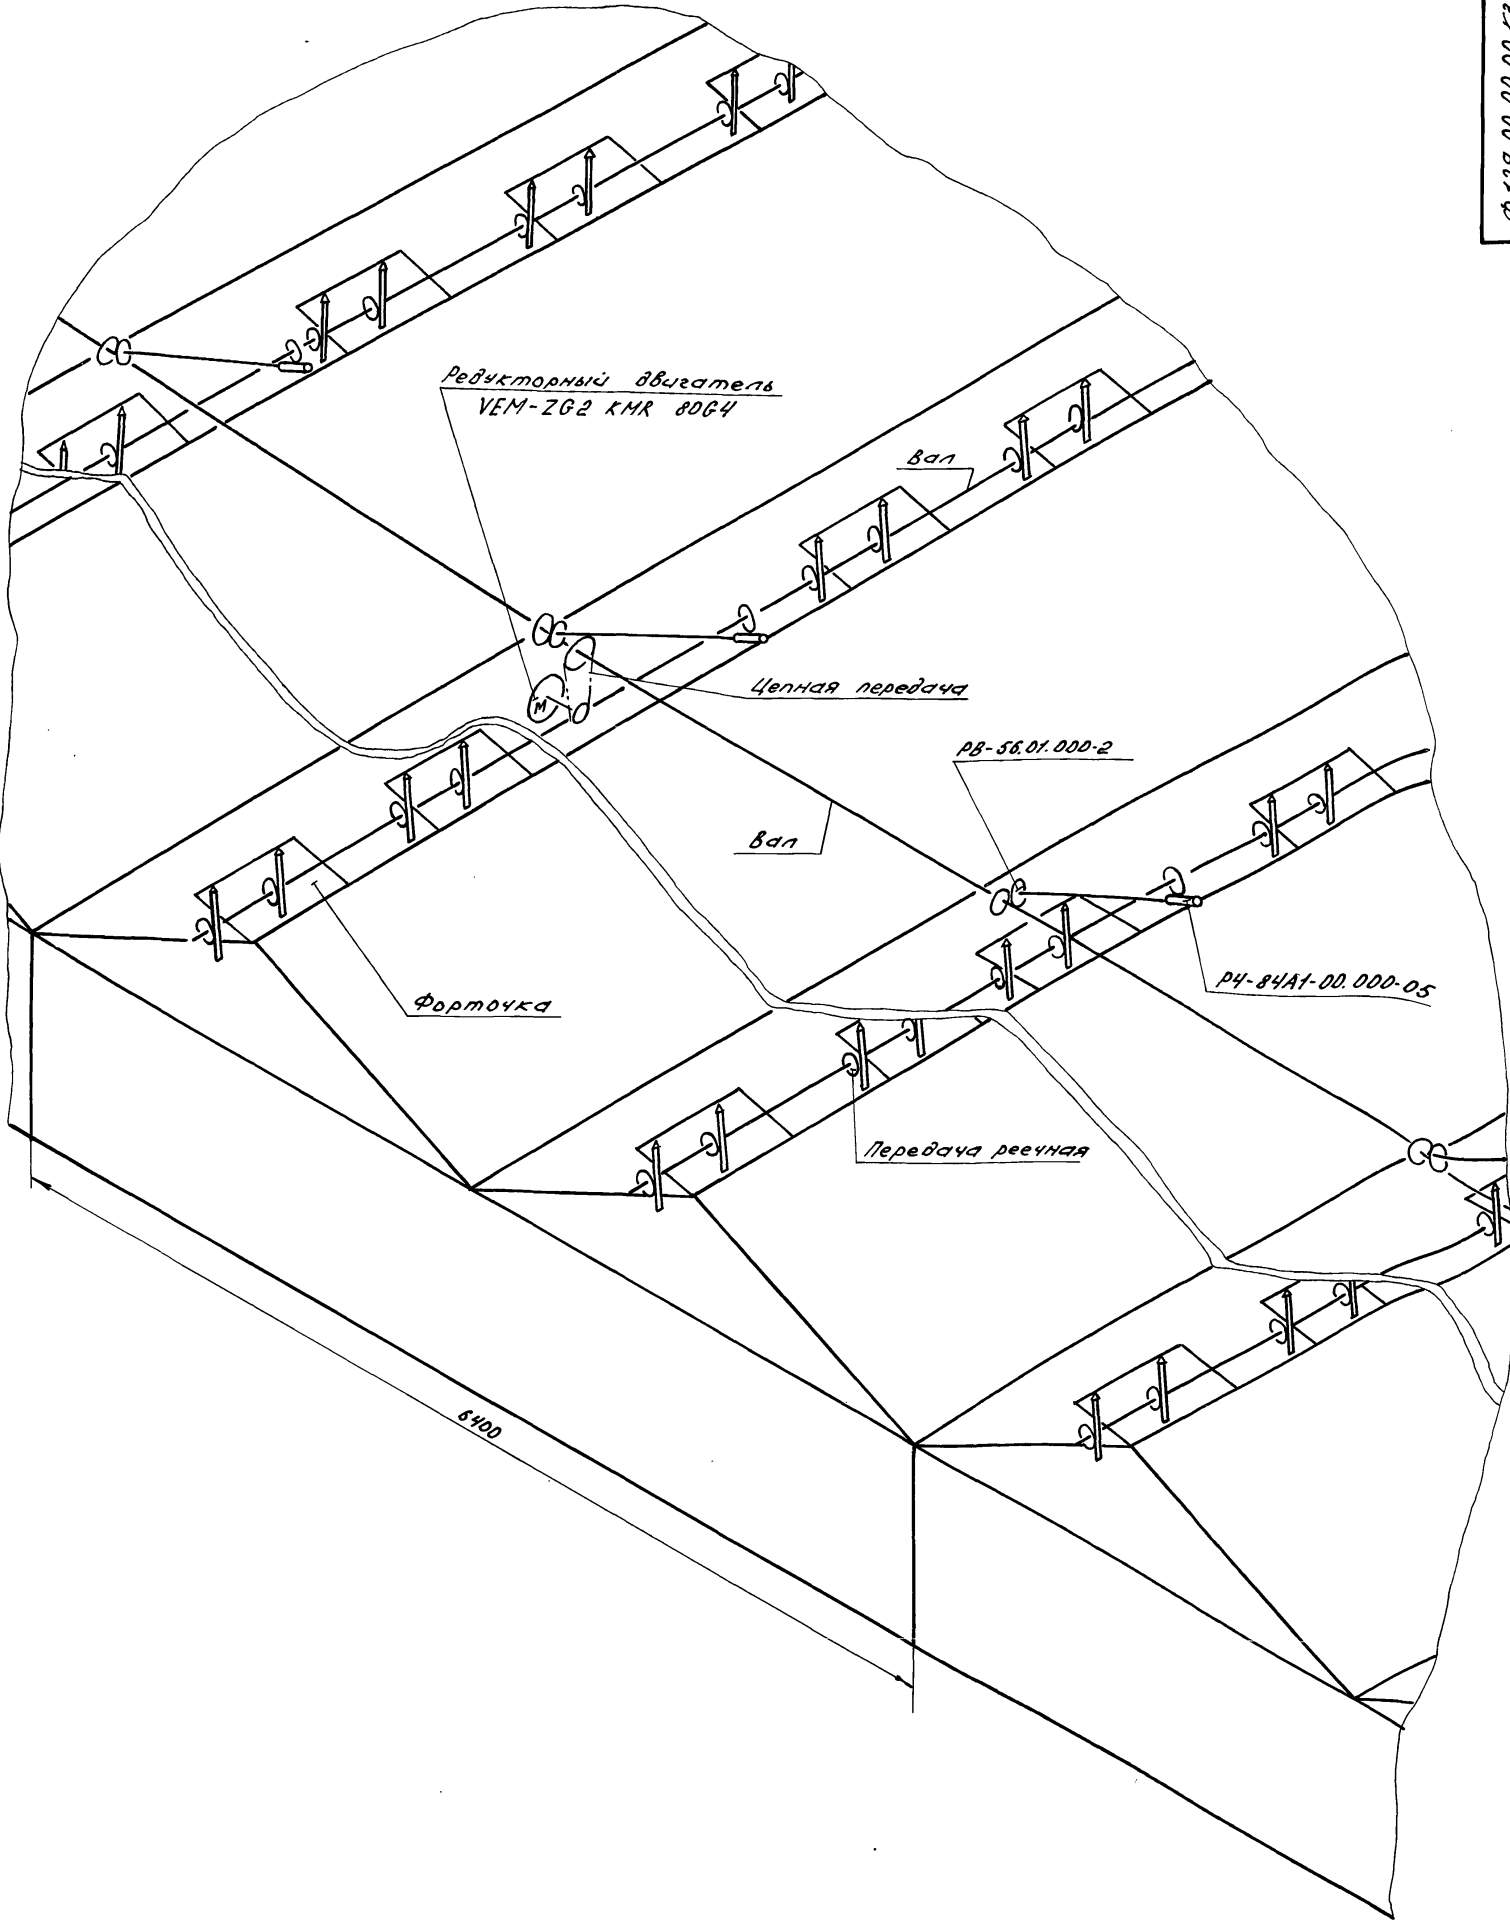 Редукторный двигатель
VEM-ZG2 KMR 80G4
Вал
Цепная передача
РВ-56.01.000-2
Вал
Р4-84А1-00.000-05
Форточка
Передача реечная
М
6400